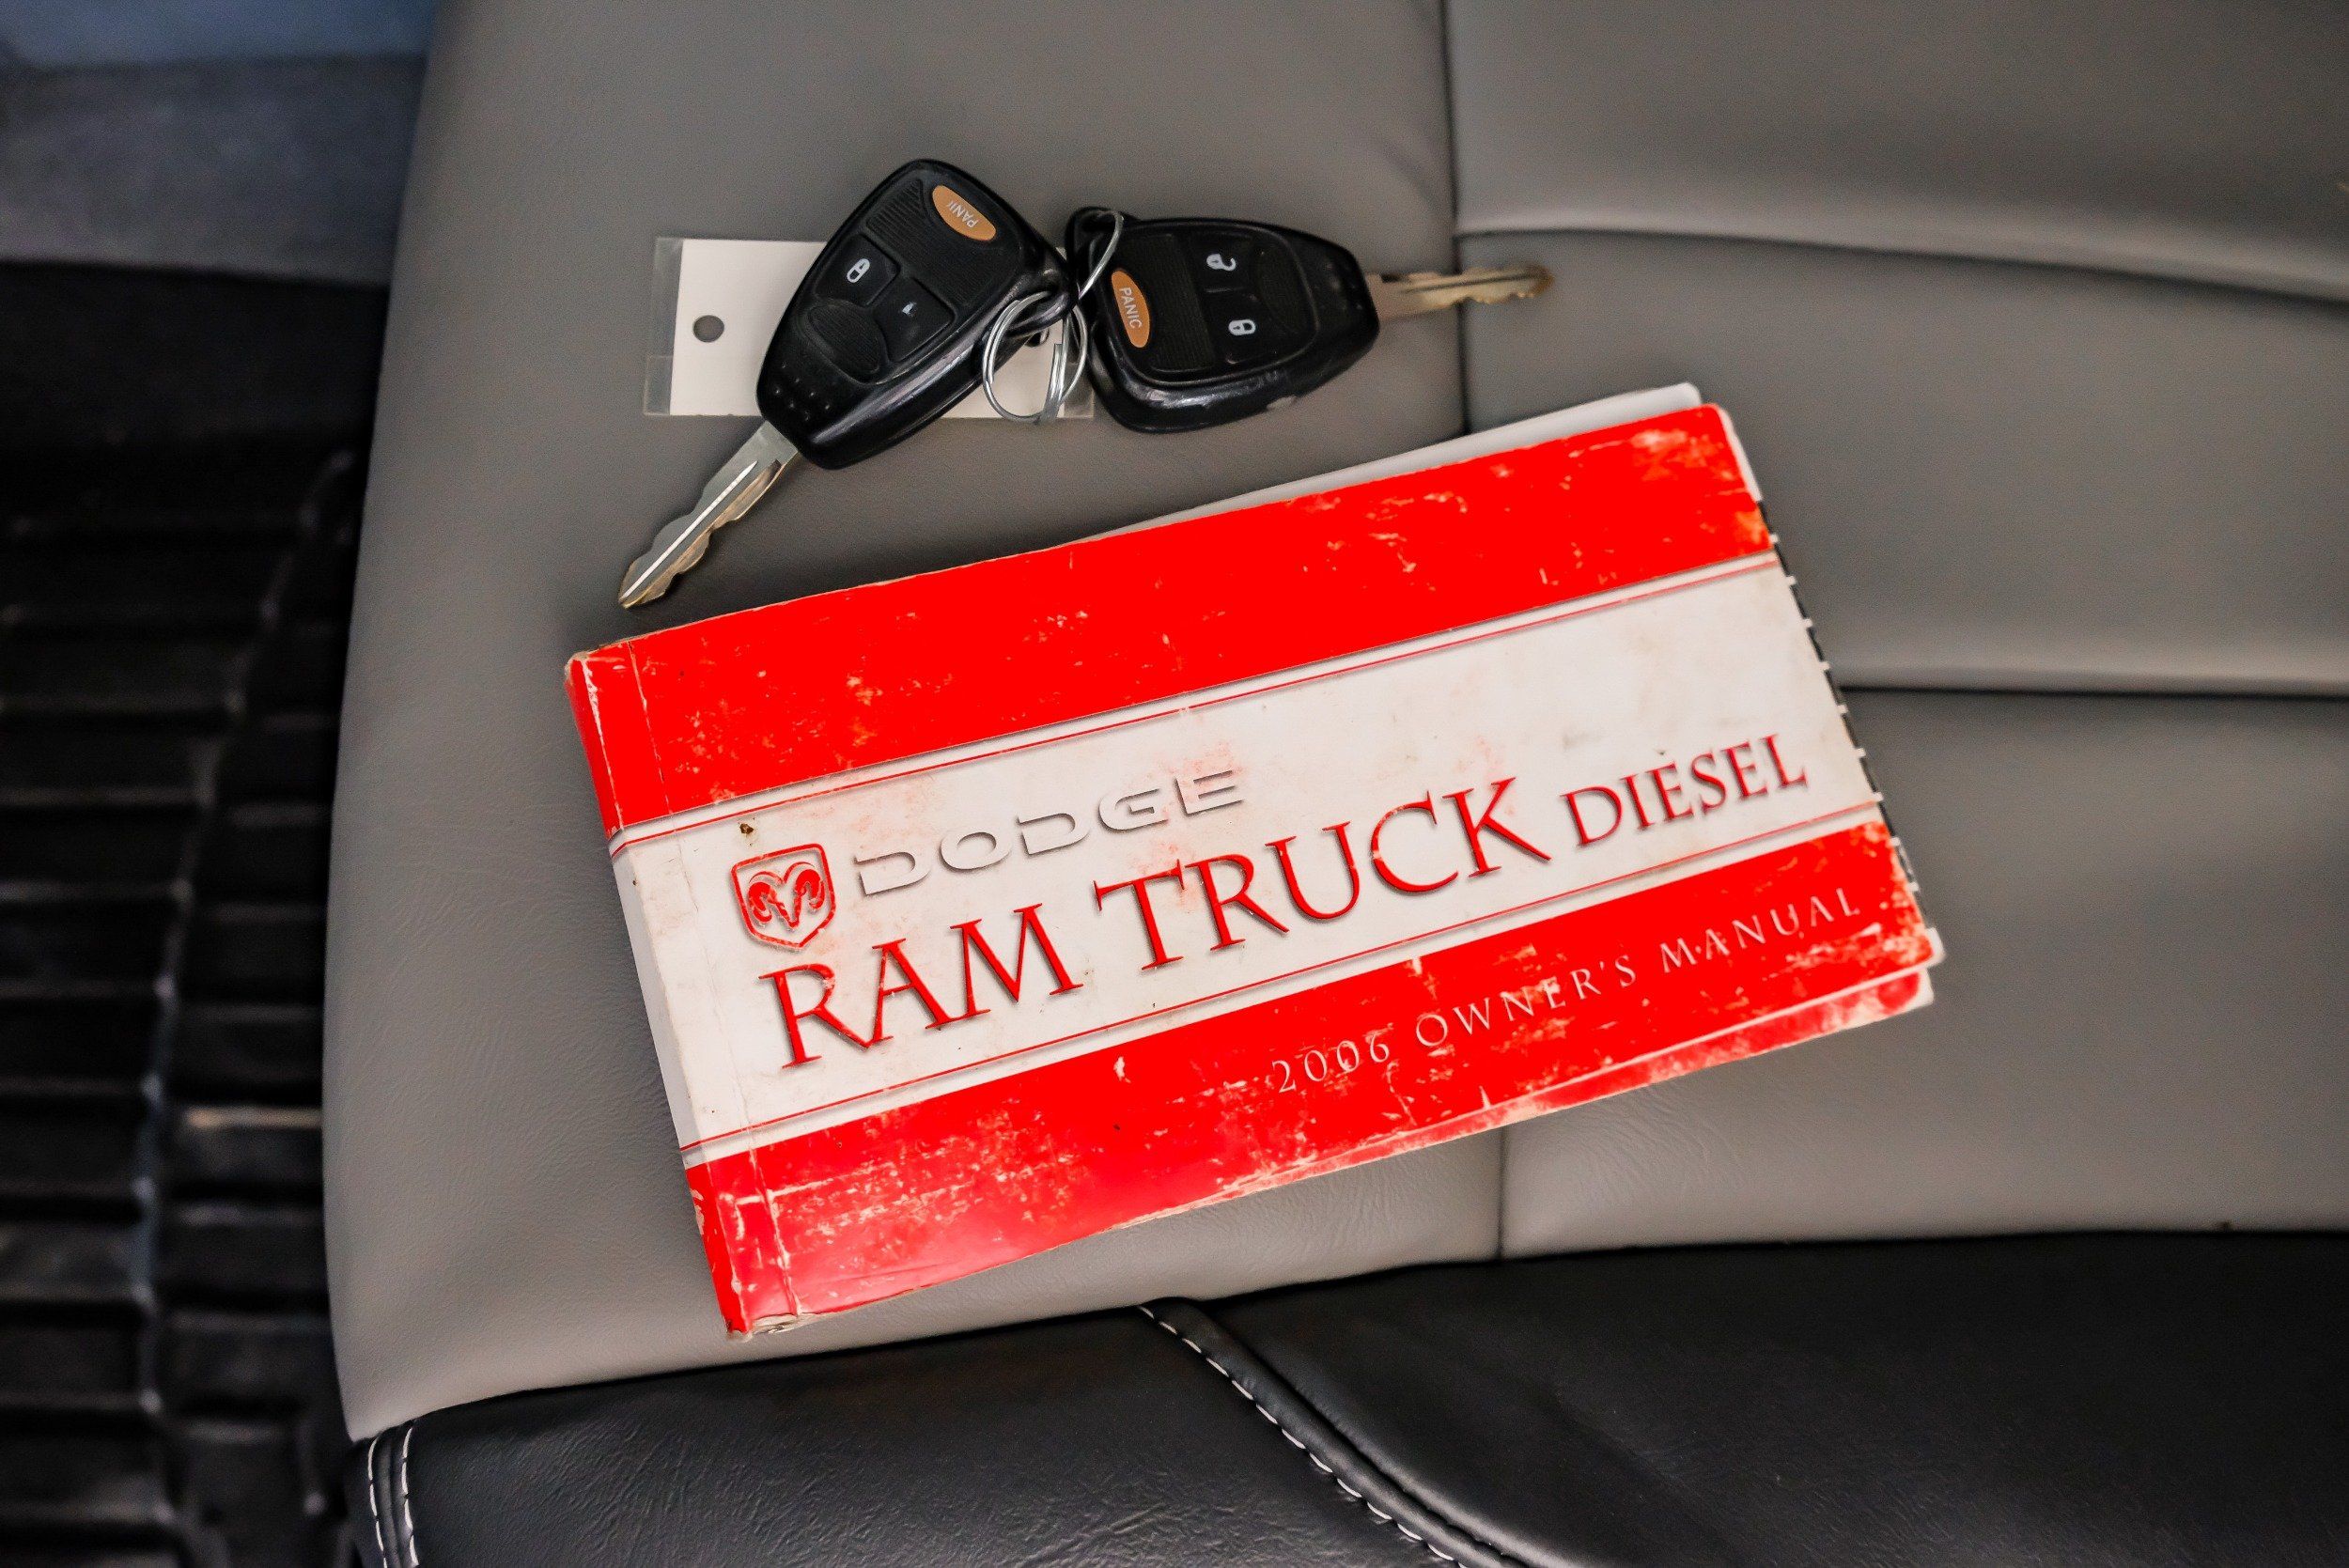 PANIC
PANIC
DODGE
RAM TRUCK DIESEL
2006 OWNER'S MANUAL